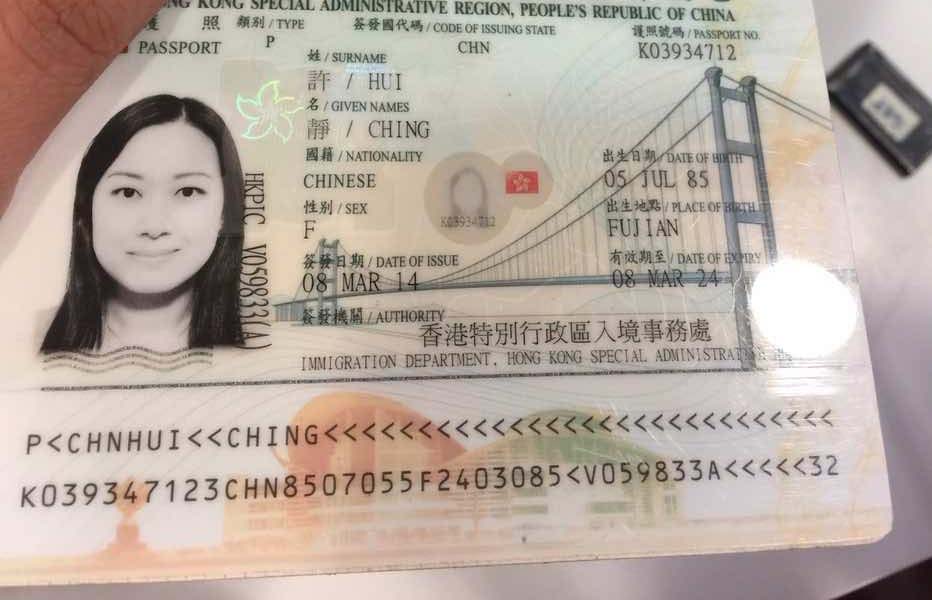 KONG SPECIAL ADMINISTRATIVE REGION, PEOPLE'S REPUBLIC OF CHINA
護 照 類別 / TYPE 簽發國代碼 / CODE OF ISSUING STATE 護照號碼 / PASSPORT NO.
PASSPORT P CHN K03934712
姓 / SURNAME
許 / HUI
名 / GIVEN NAMES
靜 / CHING
國籍 / NATIONALITY 出生日期 / DATE OF BIRTH
CHINESE 05 JUL 85
性別 / SEX 出生地點 / PLACE OF BIRTH
K03934712
F FUJIAN
簽發日期 / DATE OF ISSUE 有效期至 / DATE OF EXPIRY
08 MAR 14 08 MAR 24
簽發機關 / AUTHORITY
香港特別行政區入境事務處
IMMIGRATION DEPARTMENT, HONG KONG SPECIAL
HKPIC V059833(A)
P<CHNHUI<<CHING<<<<<<<<<<<<<<<<<<<<<<<<<<<<<
K039347123CHN8507055F2403085<V059833A<<<<<32